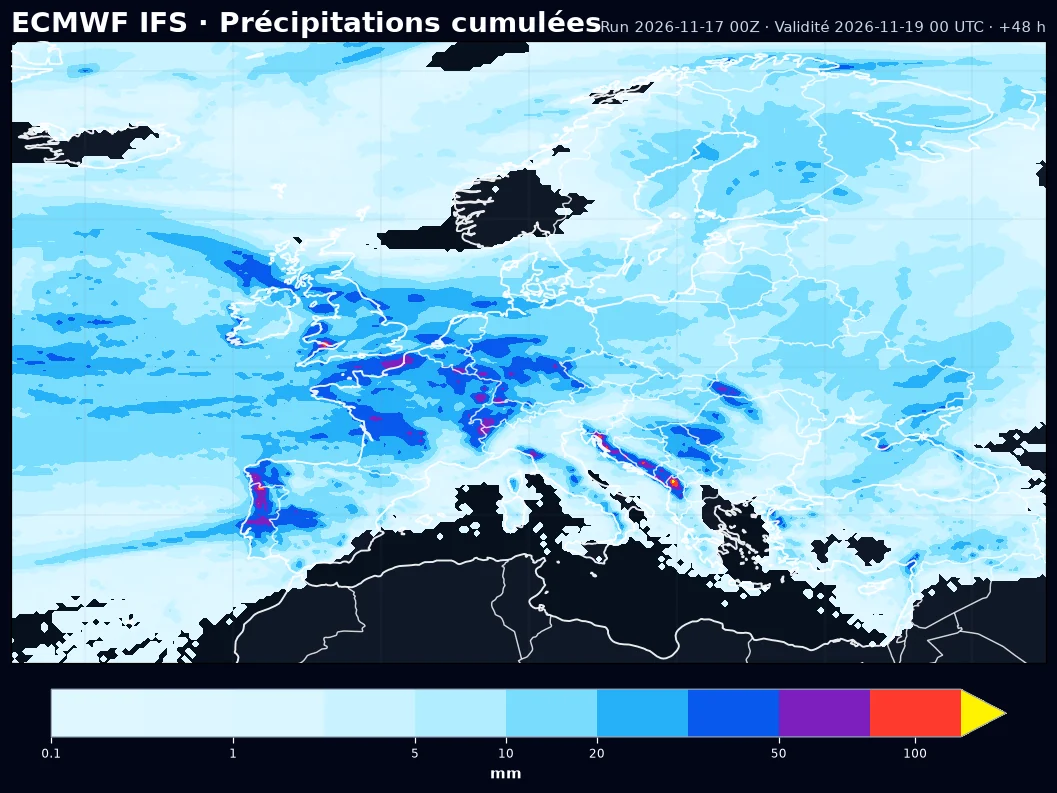 ECMWF IFS · Précipitations cumulées
Run 2026-11-17 00Z · Validité 2026-11-19 00 UTC · +48 h
0.1 1 5 10 20 50 100
mm